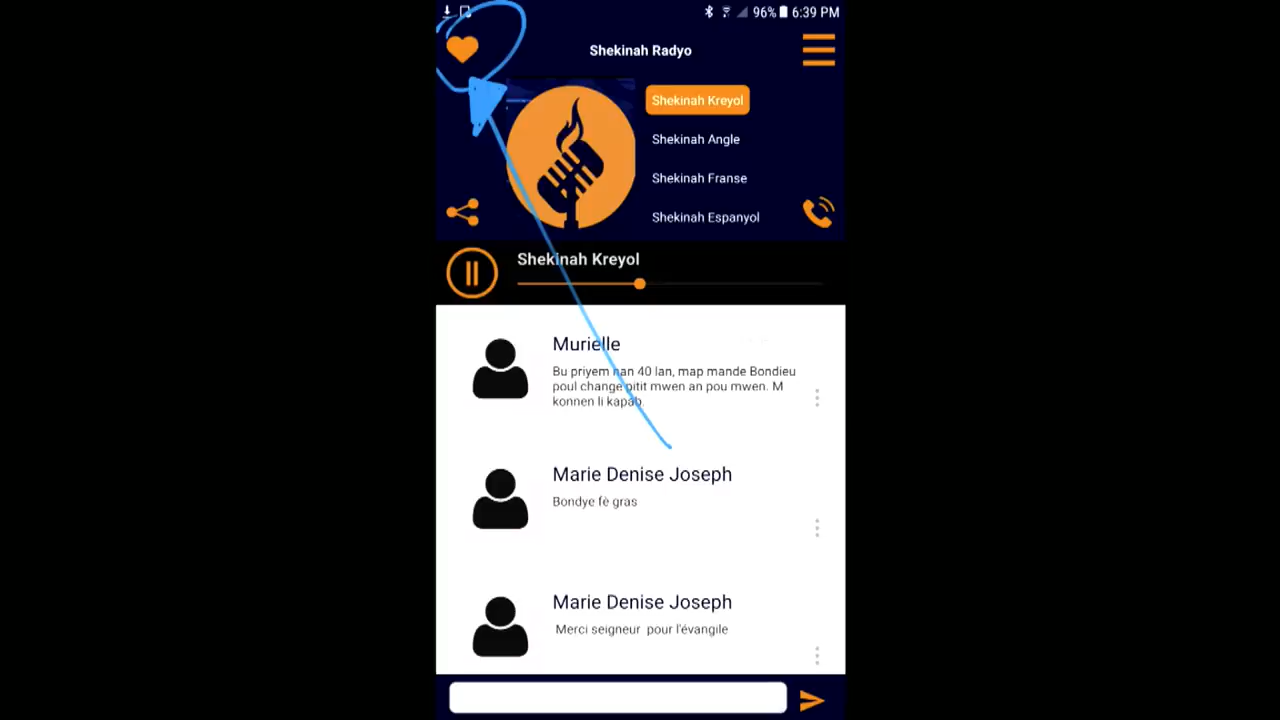 96% 6:39 PM
Shekinah Radyo
Shekinah Kreyol
Shekinah Angle
Shekinah Franse
Shekinah Espanyol
Shekinah Kreyol
Murielle
Bu priyem nan 40 lan, map mande Bondieu
poul change pitit mwen an pou mwen. M
konnen li kapab
Marie Denise Joseph
Bondye fè gras
Marie Denise Joseph
Merci seigneur pour l'évangile